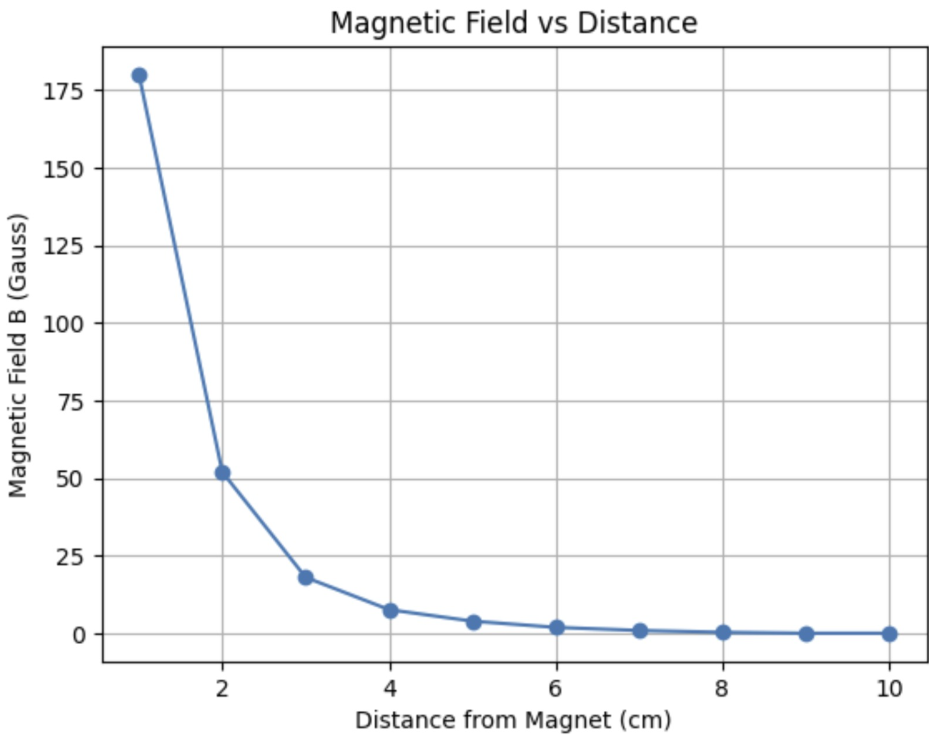 Magnetic Field vs Distance
Magnetic Field B (Gauss)
175
150
125
100
75
50
25
0
2 4 6 8 10
Distance from Magnet (cm)